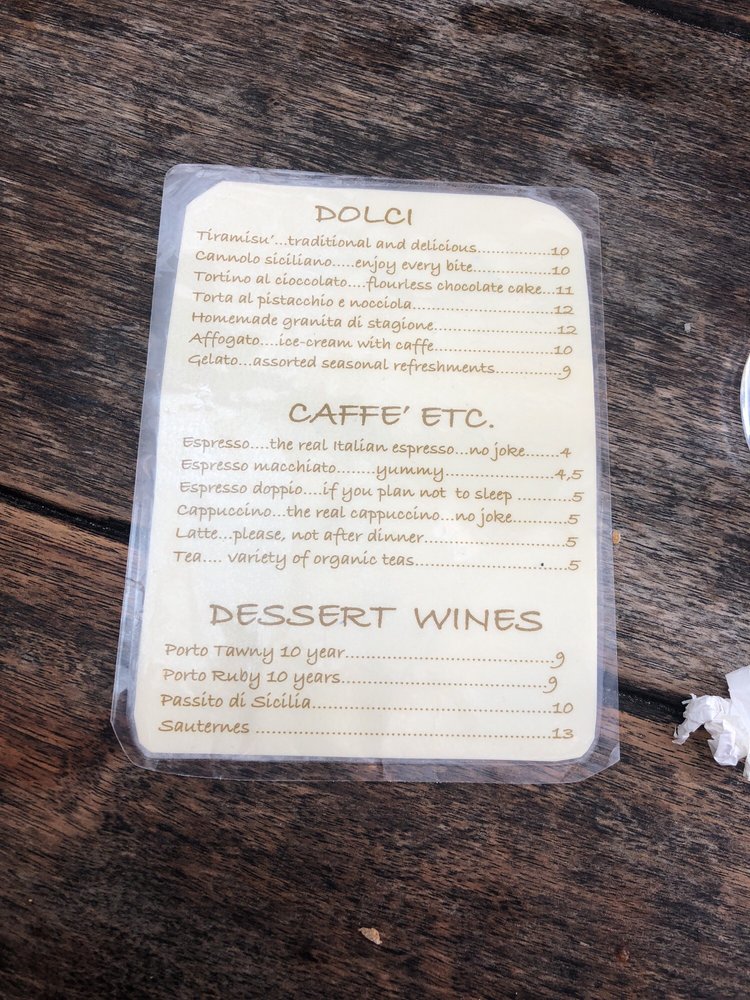 DOLCI
Tiramisu'...traditional and delicious................10
Cannolo siciliano.....enjoy every bite.................10
Tortino al cioccolato....flourless chocolate cake...11
Torta al pistacchio e nocciola.............................12
Homemade granita di stagione.............................12
Affogato....ice-cream with caffe.........................10
Gelato...assorted seasonal refreshments.............9
CAFFE' ETC.
Espresso....the real Italian espresso...no joke.......4
Espresso macchiato........yummy.......................4,5
Espresso doppio....if you plan not to sleep ............5
Cappuccino...the real cappuccino...no joke...........5
Latte...please, not after dinner............................5
Tea.... variety of organic teas................................5
DESSERT WINES
Porto Tawny 10 year..........................................9
Porto Ruby 10 years..........................................9
Passito di Sicilia.................................................10
Sauternes ............................................................13